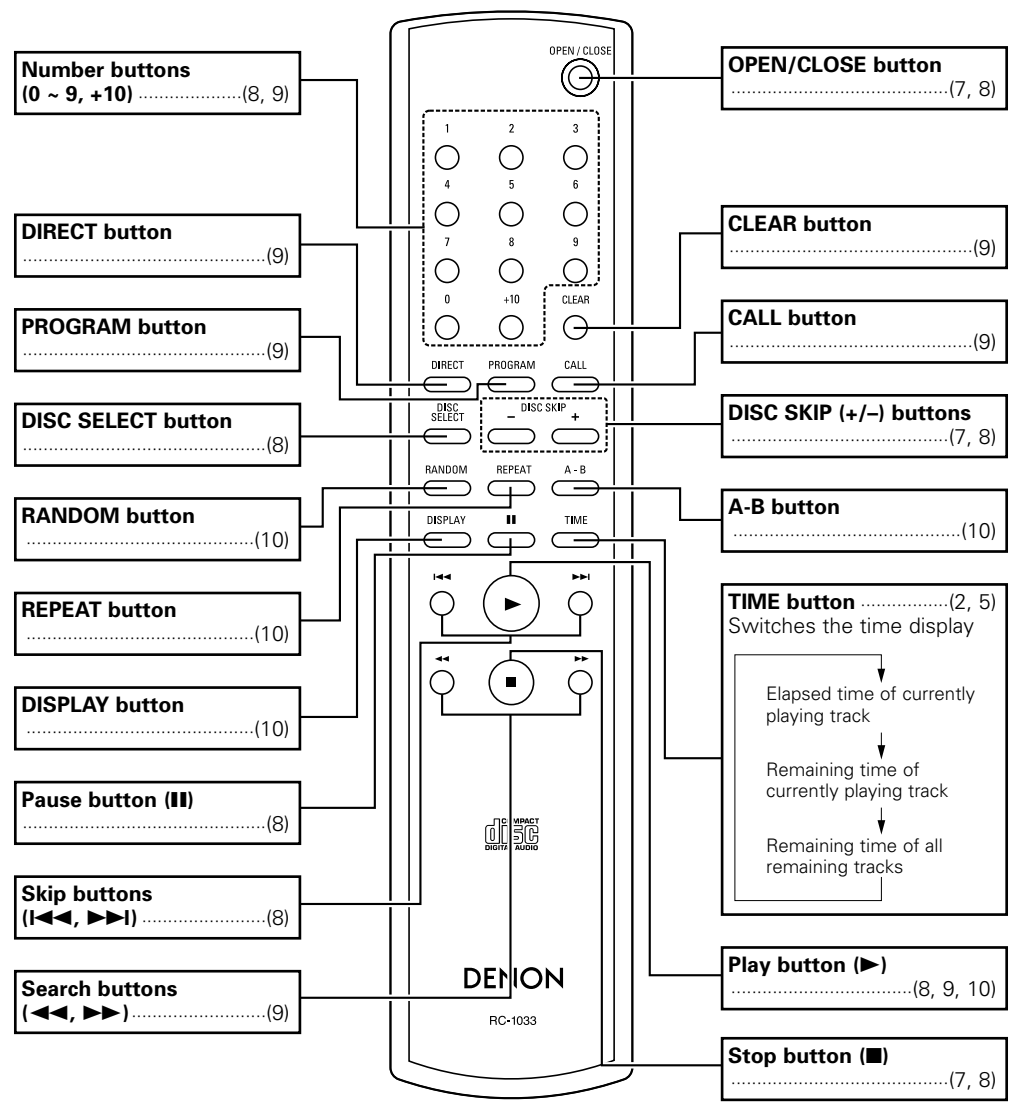 Number buttons
(0 ~ 9, +10) ····················(8, 9)
DIRECT button
···············································(9)
PROGRAM button
···············································(9)
DISC SELECT button
···············································(8)
RANDOM button
············································(10)
REPEAT button
············································(10)
DISPLAY button
············································(10)
Pause button (❚❚)
···············································(8)
Skip buttons
(I◀◀, ▶▶I) ························(8)
Search buttons
(◀◀, ▶▶) ··························(9)
OPEN / CLOSE
1 2 3
4 5 6
7 8 9
0 +10 CLEAR
DIRECT PROGRAM CALL
DISC
SELECT
DISC SKIP
– +
RANDOM REPEAT A - B
DISPLAY ❚❚ TIME
I◀◀ ▶ ▶▶I
◀◀ ■ ▶▶
COMPACT
disc
DIGITAL AUDIO
DENON
RC-1033
OPEN/CLOSE button
··········································(7, 8)
CLEAR button
···············································(9)
CALL button
···············································(9)
DISC SKIP (+/–) buttons
··········································(7, 8)
A-B button
············································(10)
TIME button ·················(2, 5)
Switches the time display
Elapsed time of currently
playing track
Remaining time of
currently playing track
Remaining time of all
remaining tracks
Play button (▶)
···································(8, 9, 10)
Stop button (■)
··········································(7, 8)